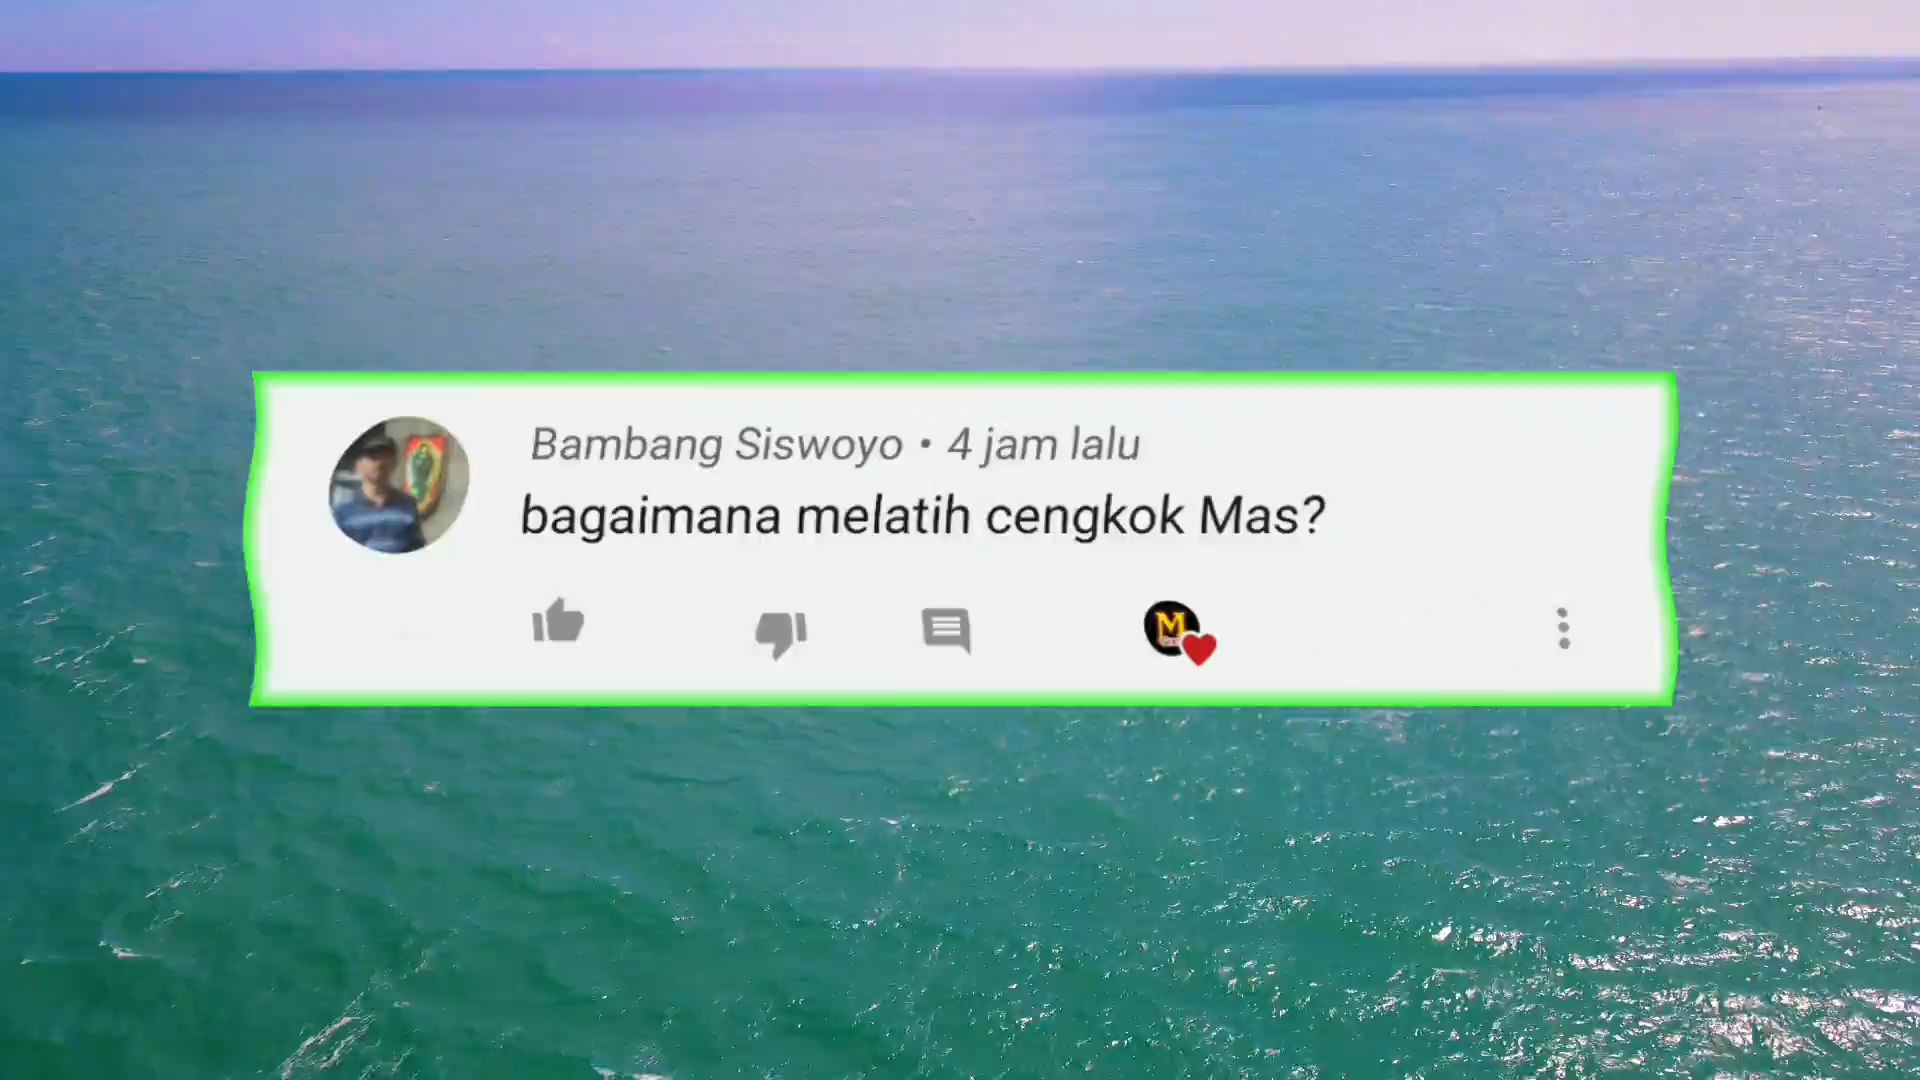 Bambang Siswoyo • 4 jam lalu
bagaimana melatih cengkok Mas?
M